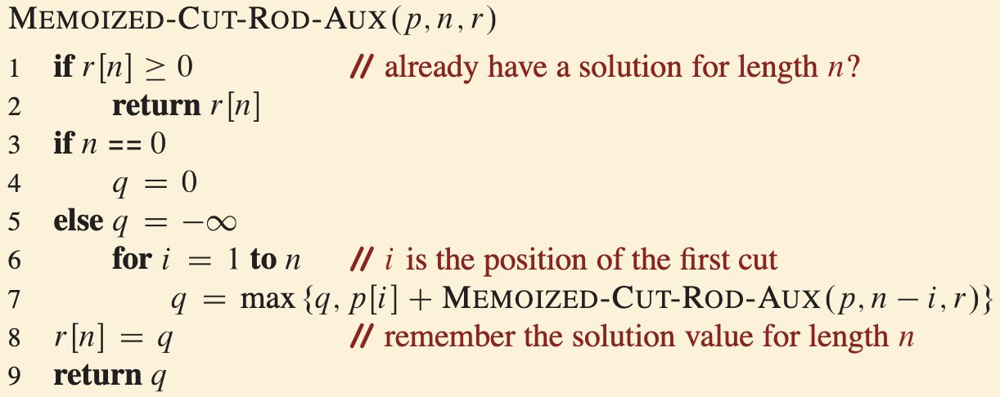 MEMOIZED-CUT-ROD-AUX(p, n, r)
1 if r[n] ≥ 0 // already have a solution for length n?
2 return r[n]
3 if n == 0
4 q = 0
5 else q = −∞
6 for i = 1 to n // i is the position of the first cut
7 q = max {q, p[i] + MEMOIZED-CUT-ROD-AUX(p, n − i, r)}
8 r[n] = q // remember the solution value for length n
9 return q